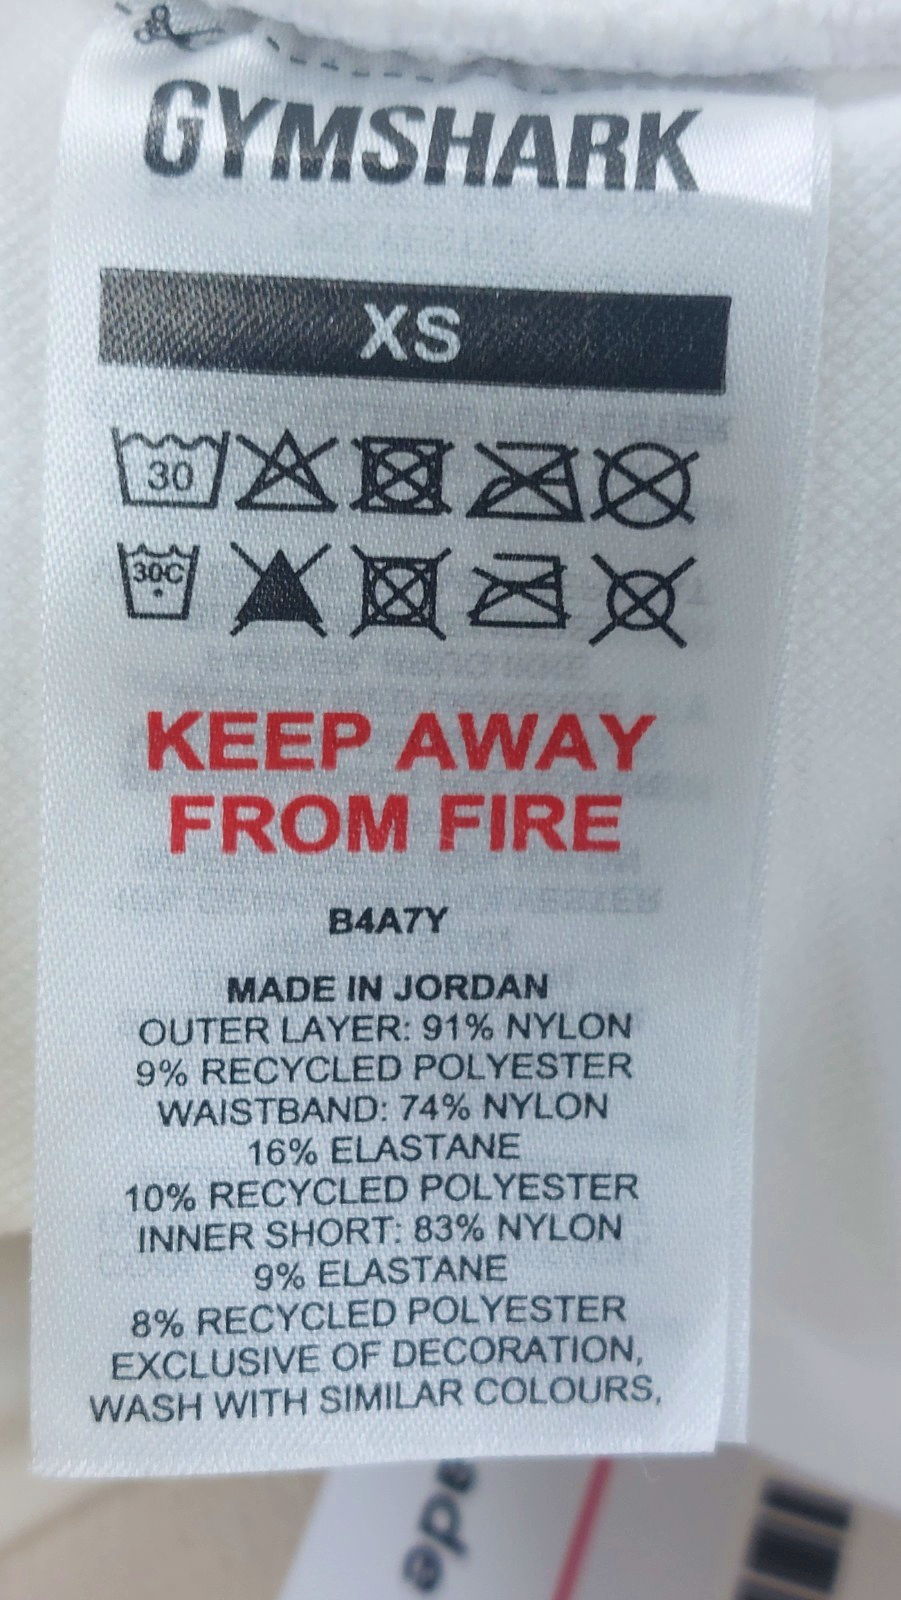 GYMSHARK
XS
30
30C
KEEP AWAY
FROM FIRE
B4A7Y
MADE IN JORDAN
OUTER LAYER: 91% NYLON
9% RECYCLED POLYESTER
WAISTBAND: 74% NYLON
16% ELASTANE
10% RECYCLED POLYESTER
INNER SHORT: 83% NYLON
9% ELASTANE
8% RECYCLED POLYESTER
EXCLUSIVE OF DECORATION,
WASH WITH SIMILAR COLOURS,